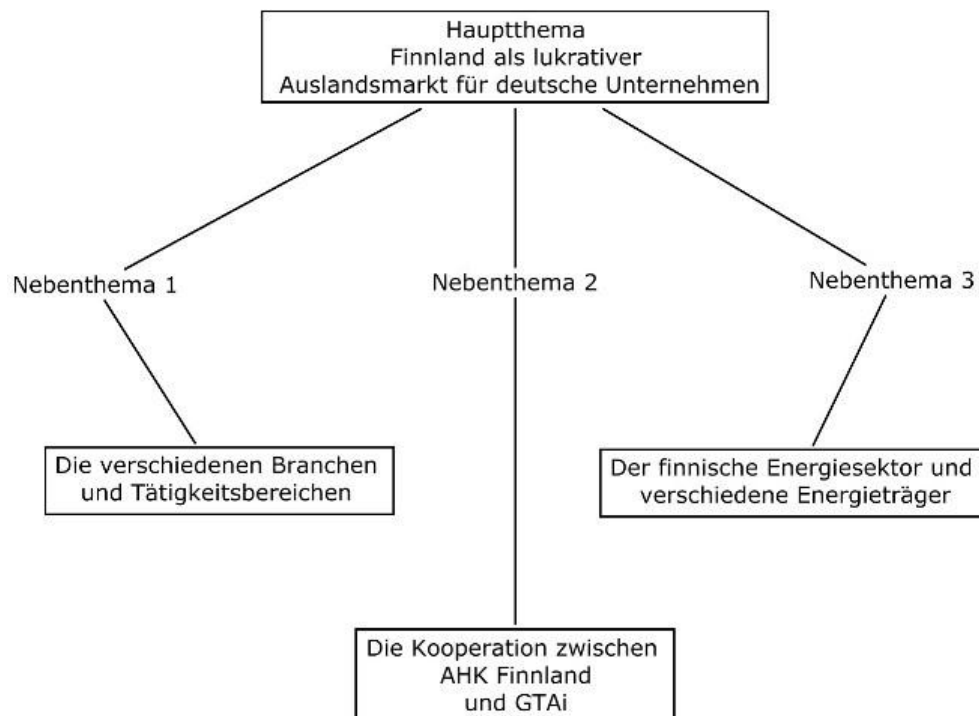 Hauptthema
Finnland als lukrativer
Auslandsmarkt für deutsche Unternehmen
Nebenthema 1
Nebenthema 2
Nebenthema 3
Die verschiedenen Branchen
und Tätigkeitsbereichen
Der finnische Energiesektor und
verschiedene Energieträger
Die Kooperation zwischen
AHK Finnland
und GTAi